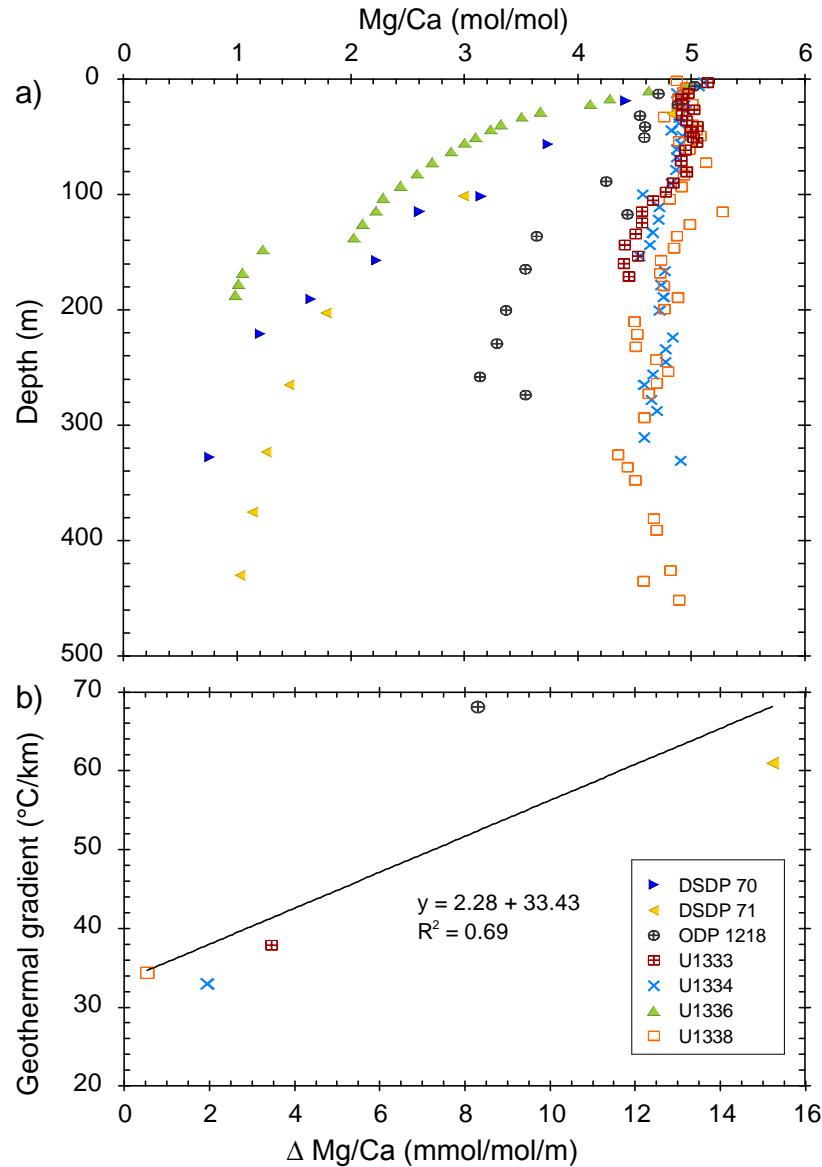 Mg/Ca (mol/mol)
0 1 2 3 4 5 6
a)
0
100
200
300
400
500
Depth (m)
b)
70
60
50
40
30
20
Geothermal gradient (°C/km)
y = 2.28 + 33.43
R² = 0.69
DSDP 70
DSDP 71
ODP 1218
U1333
U1334
U1336
U1338
0 2 4 6 8 10 12 14 16
Δ Mg/Ca (mmol/mol/m)